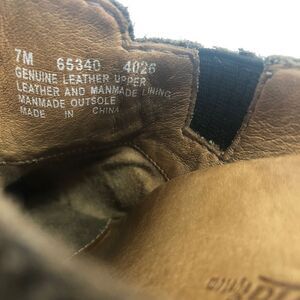 7M 65340 4026
GENUINE LEATHER UPPER
LEATHER AND MANMADE LINING
MANMADE OUTSOLE
MADE IN CHINA